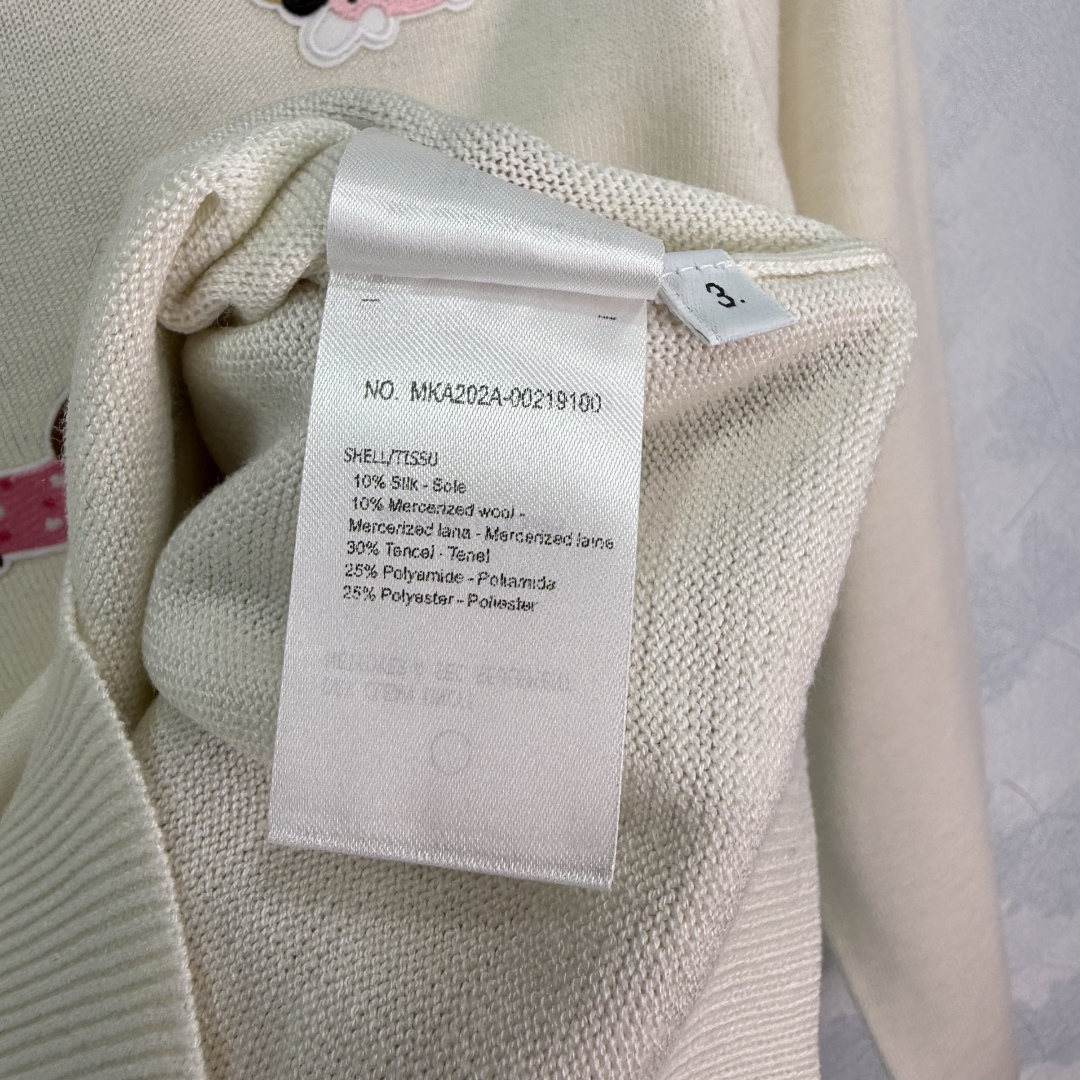 3.
NO. MKA202A-00219100
SHELL/TISSU
10% Silk - Sole
10% Mercerized wool -
Mercerized lana - Mercerized laine
30% Tencel - Tenel
25% Polyamide - Poliamida
25% Polyester - Poliester